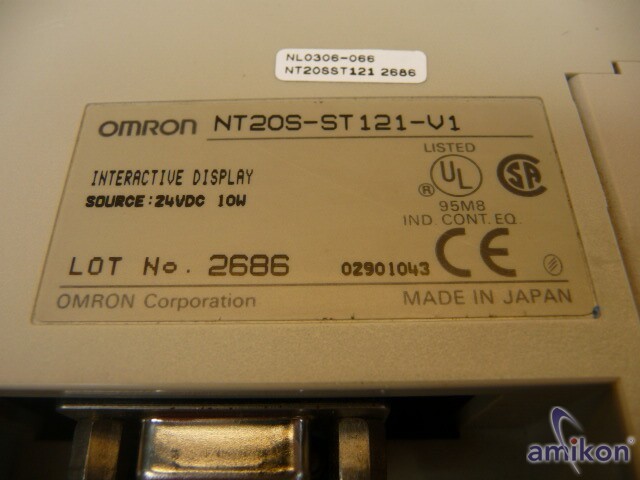 NL0306-066
NT20SST121 2686
OMRON NT20S-ST121-V1
LISTED
INTERACTIVE DISPLAY
SOURCE:24VDC 10W
® UL SA
95M8
IND. CONT. EQ.
LOT No. 2686 02901043 CE
OMRON Corporation MADE IN JAPAN
amikon